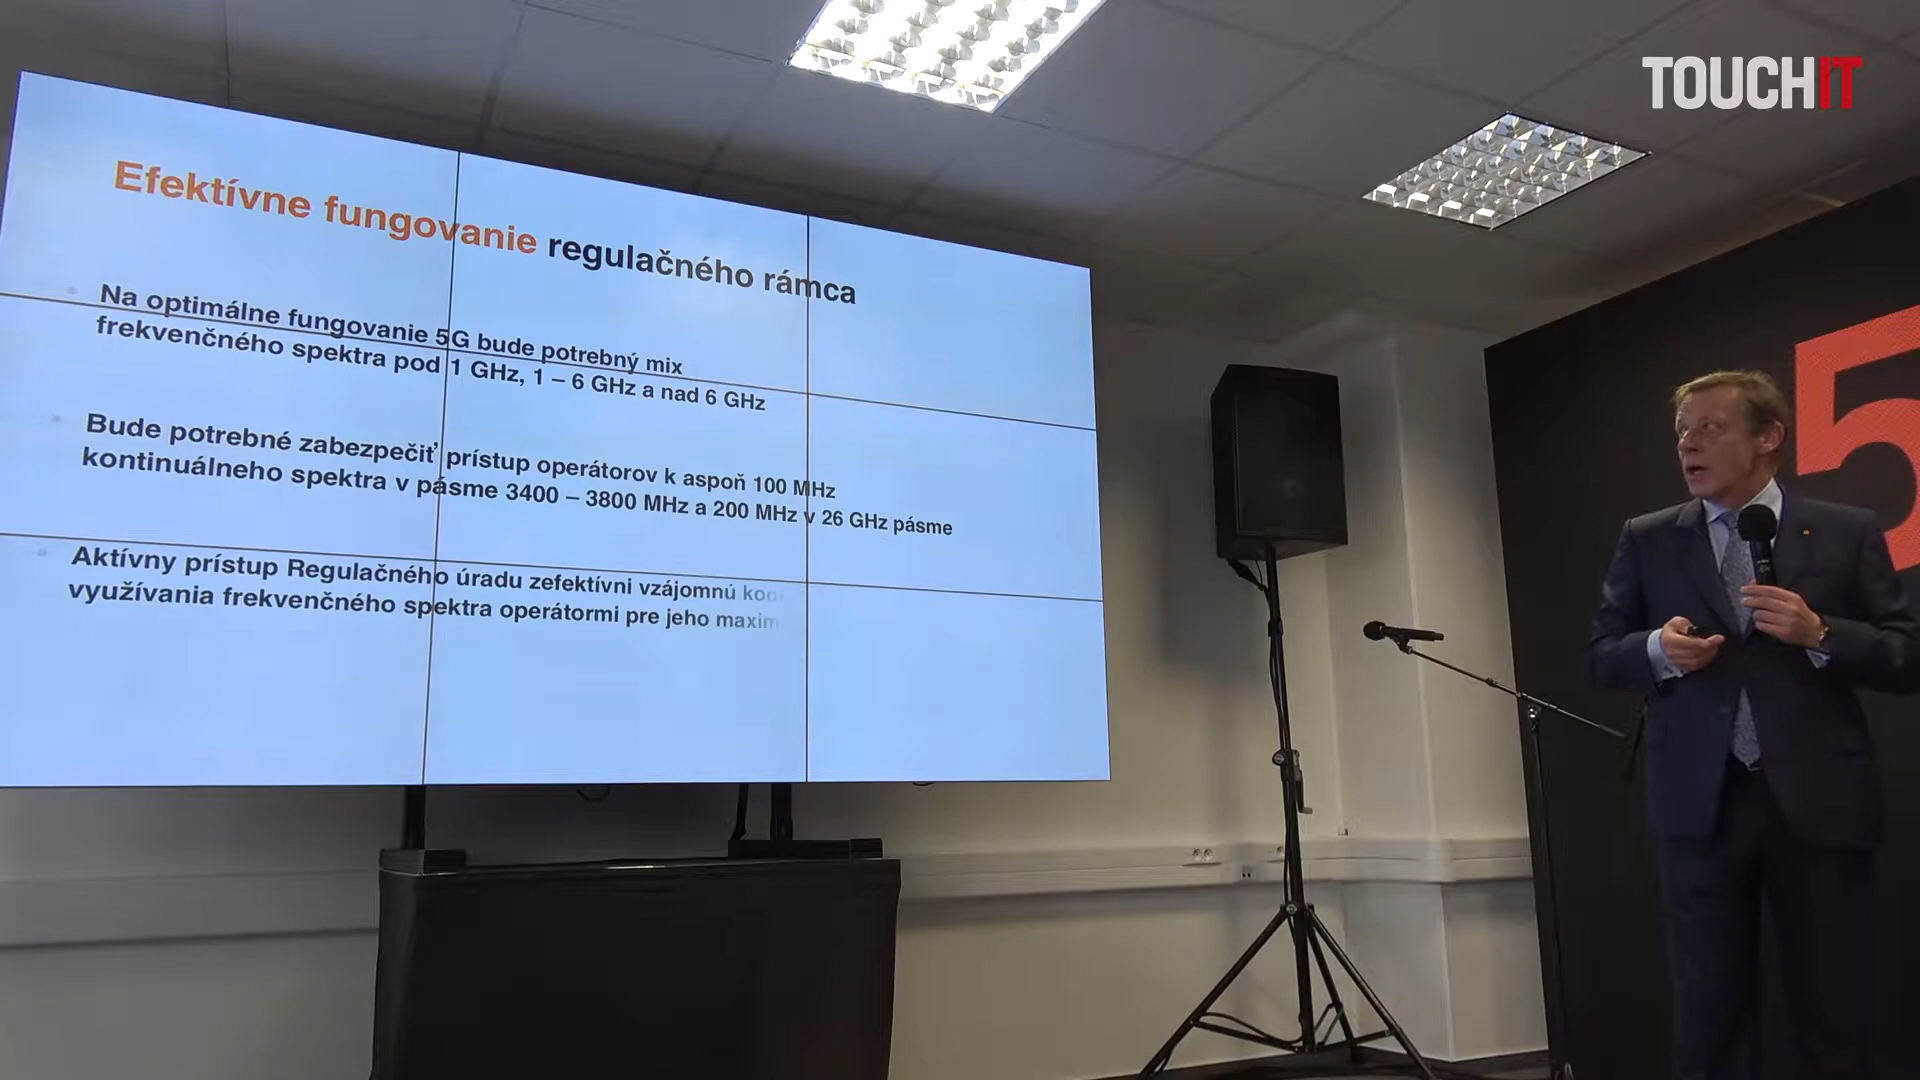 TOUCHIT
Efektívne fungovanie regulačného rámca
Na optimálne fungovanie 5G bude potrebný mix
frekvenčného spektra pod 1 GHz, 1 – 6 GHz a nad 6 GHz
Bude potrebné zabezpečiť prístup operátorov k aspoň 100 MHz
kontinuálneho spektra v pásme 3400 – 3800 MHz a 200 MHz v 26 GHz pásme
Aktívny prístup Regulačného úradu zefektívni vzájomnú
využívania frekvenčného spektra operátormi pre jeho
5